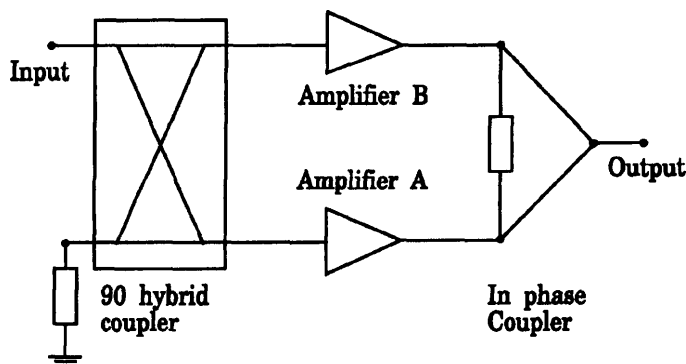 Input
Amplifier B
Amplifier A
Output
90 hybrid
coupler
In phase
Coupler